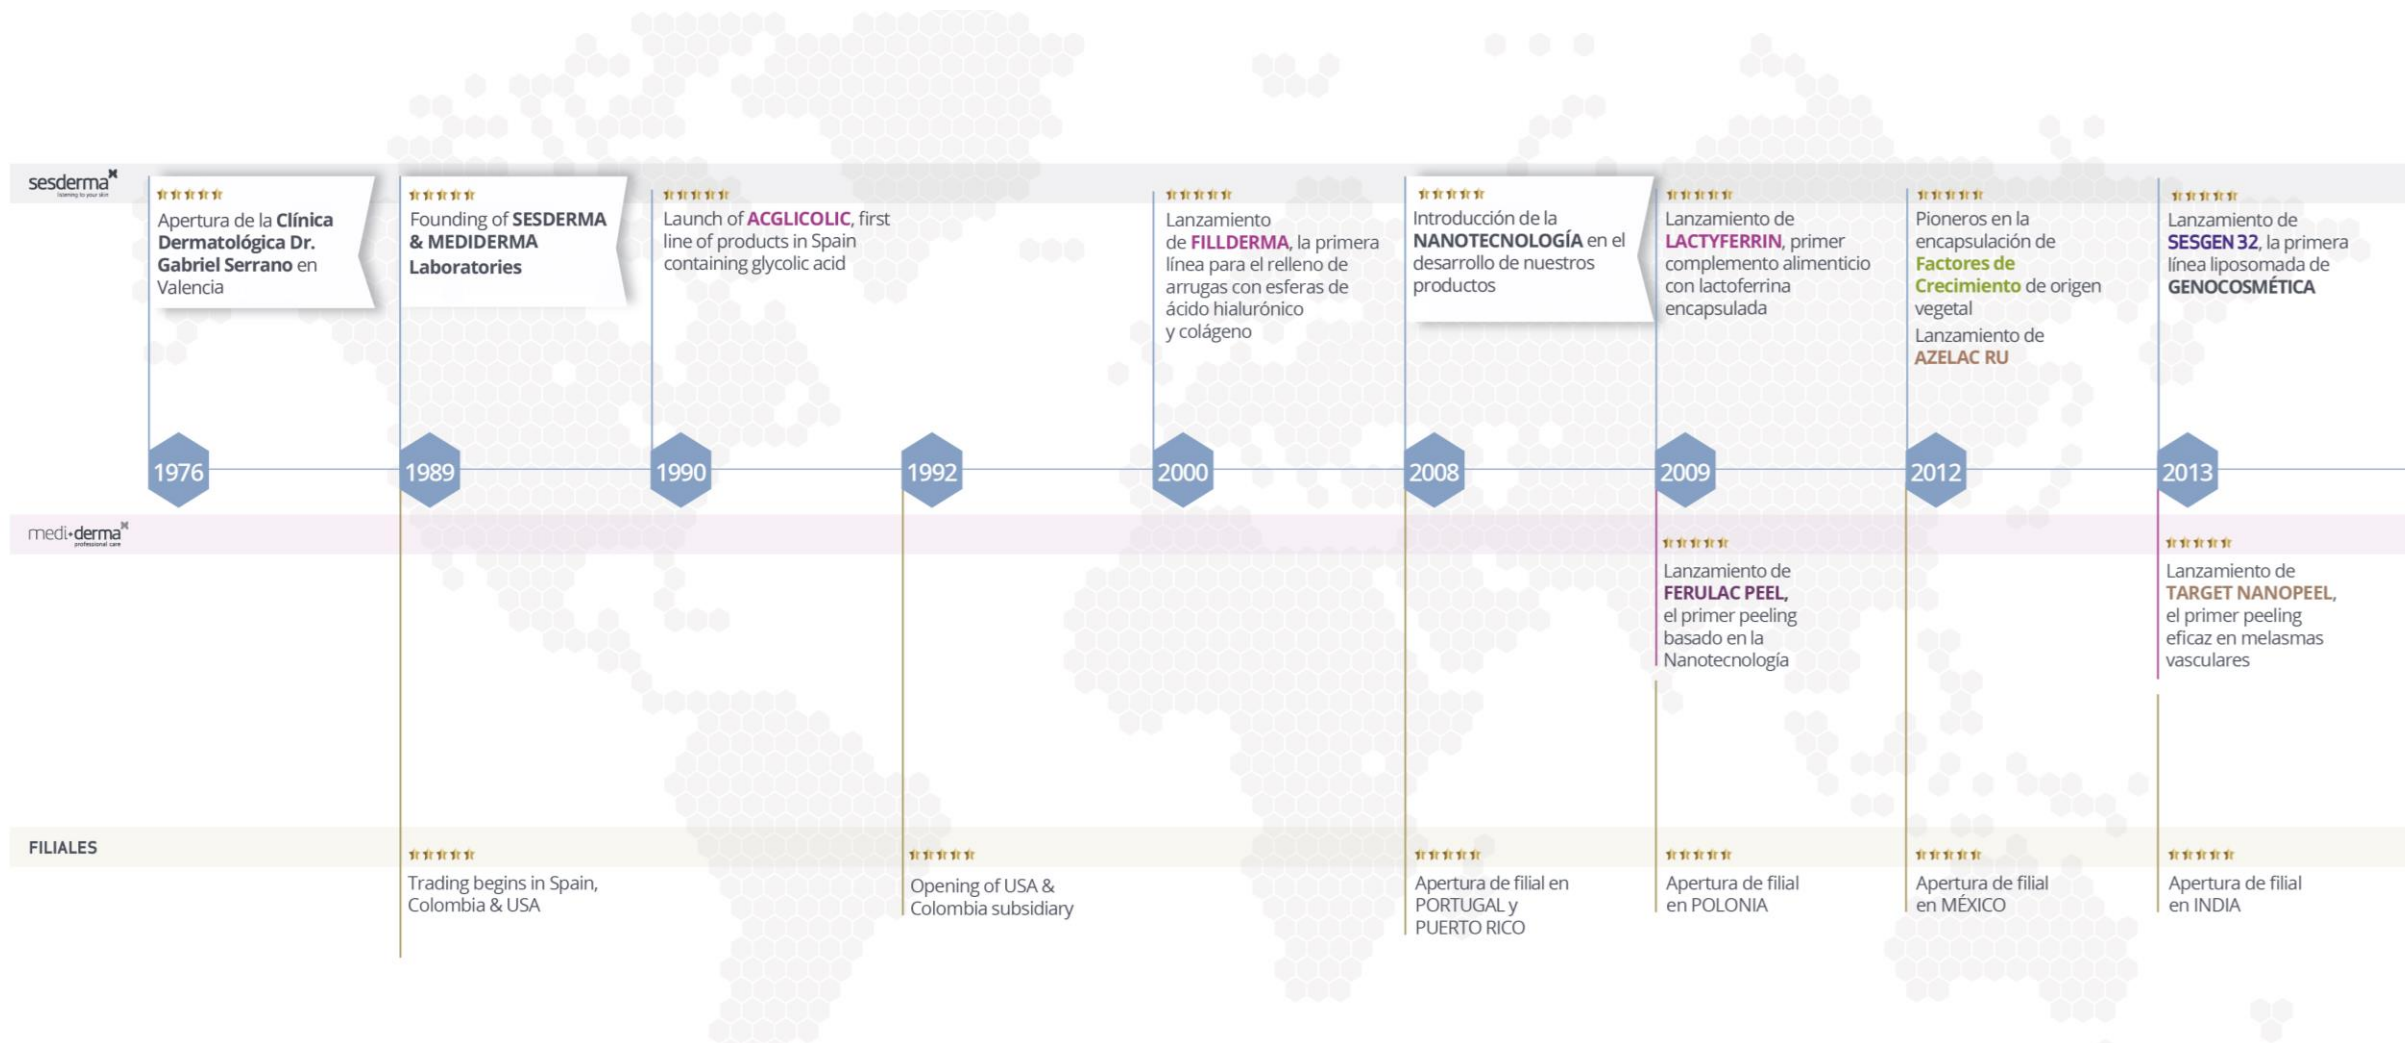 sesderma
listening to your skin
Apertura de la Clínica
Dermatológica Dr.
Gabriel Serrano en
Valencia
Founding of SESDERMA
& MEDIDERMA
Laboratories
Launch of ACGLICOLIC, first
line of products in Spain
containing glycolic acid
Lanzamiento
de FILLDERMA, la primera
línea para el relleno de
arrugas con esferas de
ácido hialurónico
y colágeno
Introducción de la
NANOTECNOLOGÍA en el
desarrollo de nuestros
productos
Lanzamiento de
LACTYFERRIN, primer
complemento alimenticio
con lactoferrina
encapsulada
Pioneros en la
encapsulación de
Factores de
Crecimiento de origen
vegetal
Lanzamiento de
AZELAC RU
Lanzamiento de
SESGEN 32, la primera
línea liposomada de
GENOCOSMÉTICA
1976
1989
1990
1992
2000
2008
2009
2012
2013
medi+derma
professional care
Lanzamiento de
FERULAC PEEL,
el primer peeling
basado en la
Nanotecnología
Lanzamiento de
TARGET NANOPEEL,
el primer peeling
eficaz en melasmas
vasculares
FILIALES
Trading begins in Spain,
Colombia & USA
Opening of USA &
Colombia subsidiary
Apertura de filial en
PORTUGAL y
PUERTO RICO
Apertura de filial
en POLONIA
Apertura de filial
en MÉXICO
Apertura de filial
en INDIA